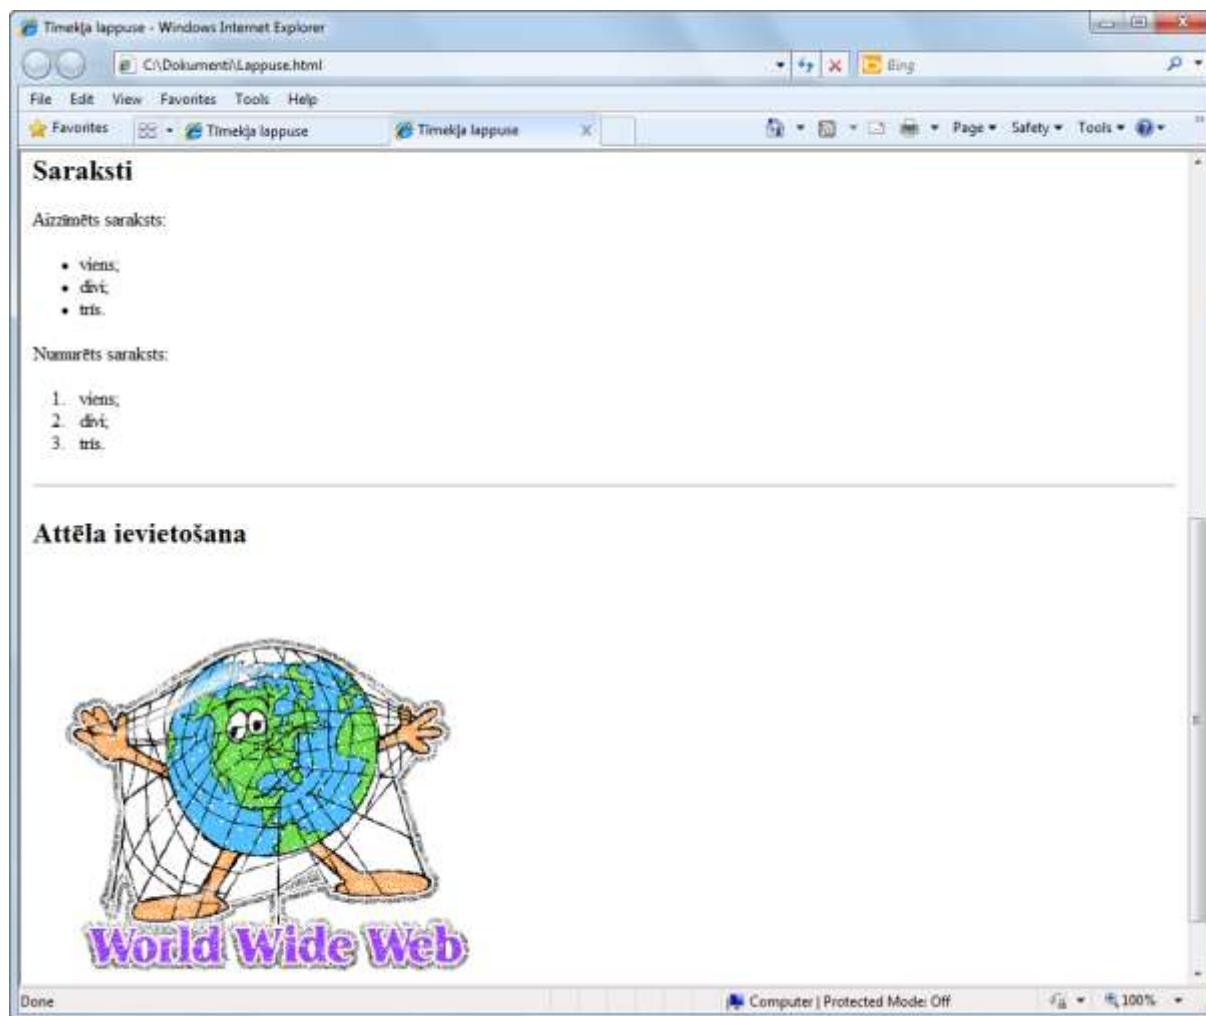 Tīmekļa lappuse - Windows Internet Explorer
C:\Dokumenti\Lappuse.html
Bing
File Edit View Favorites Tools Help
Favorites
Tīmekļa lappuse
Tīmekļa lappuse
Page Safety Tools
Saraksti
Aizzīmēts saraksts:
• viens;
• divi;
• trīs.
Numurēts saraksts:
1. viens;
2. divi;
3. trīs.
Attēla ievietošana
World Wide Web
Done
Computer | Protected Mode: Off
100%